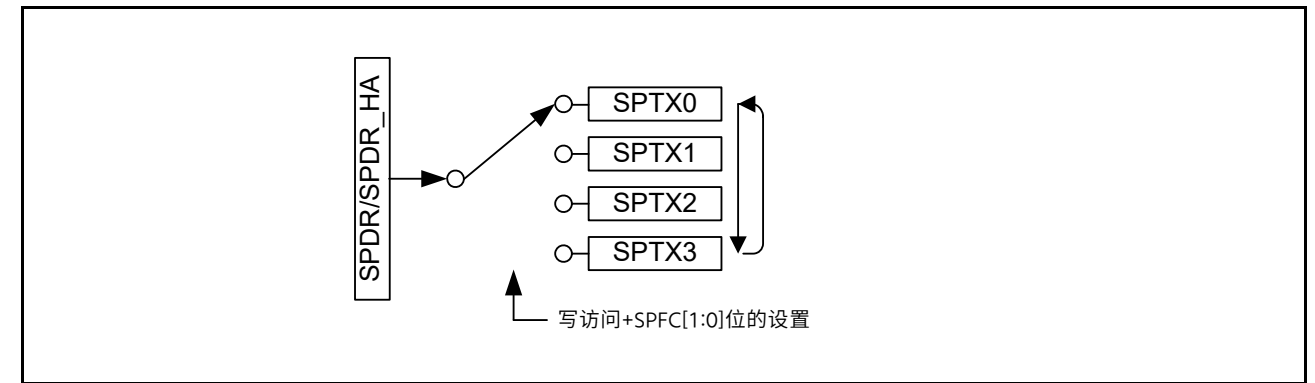 SPDR/SPDR_HA
SPTX0
SPTX1
SPTX2
SPTX3
写访问+SPFC[1:0]位的设置